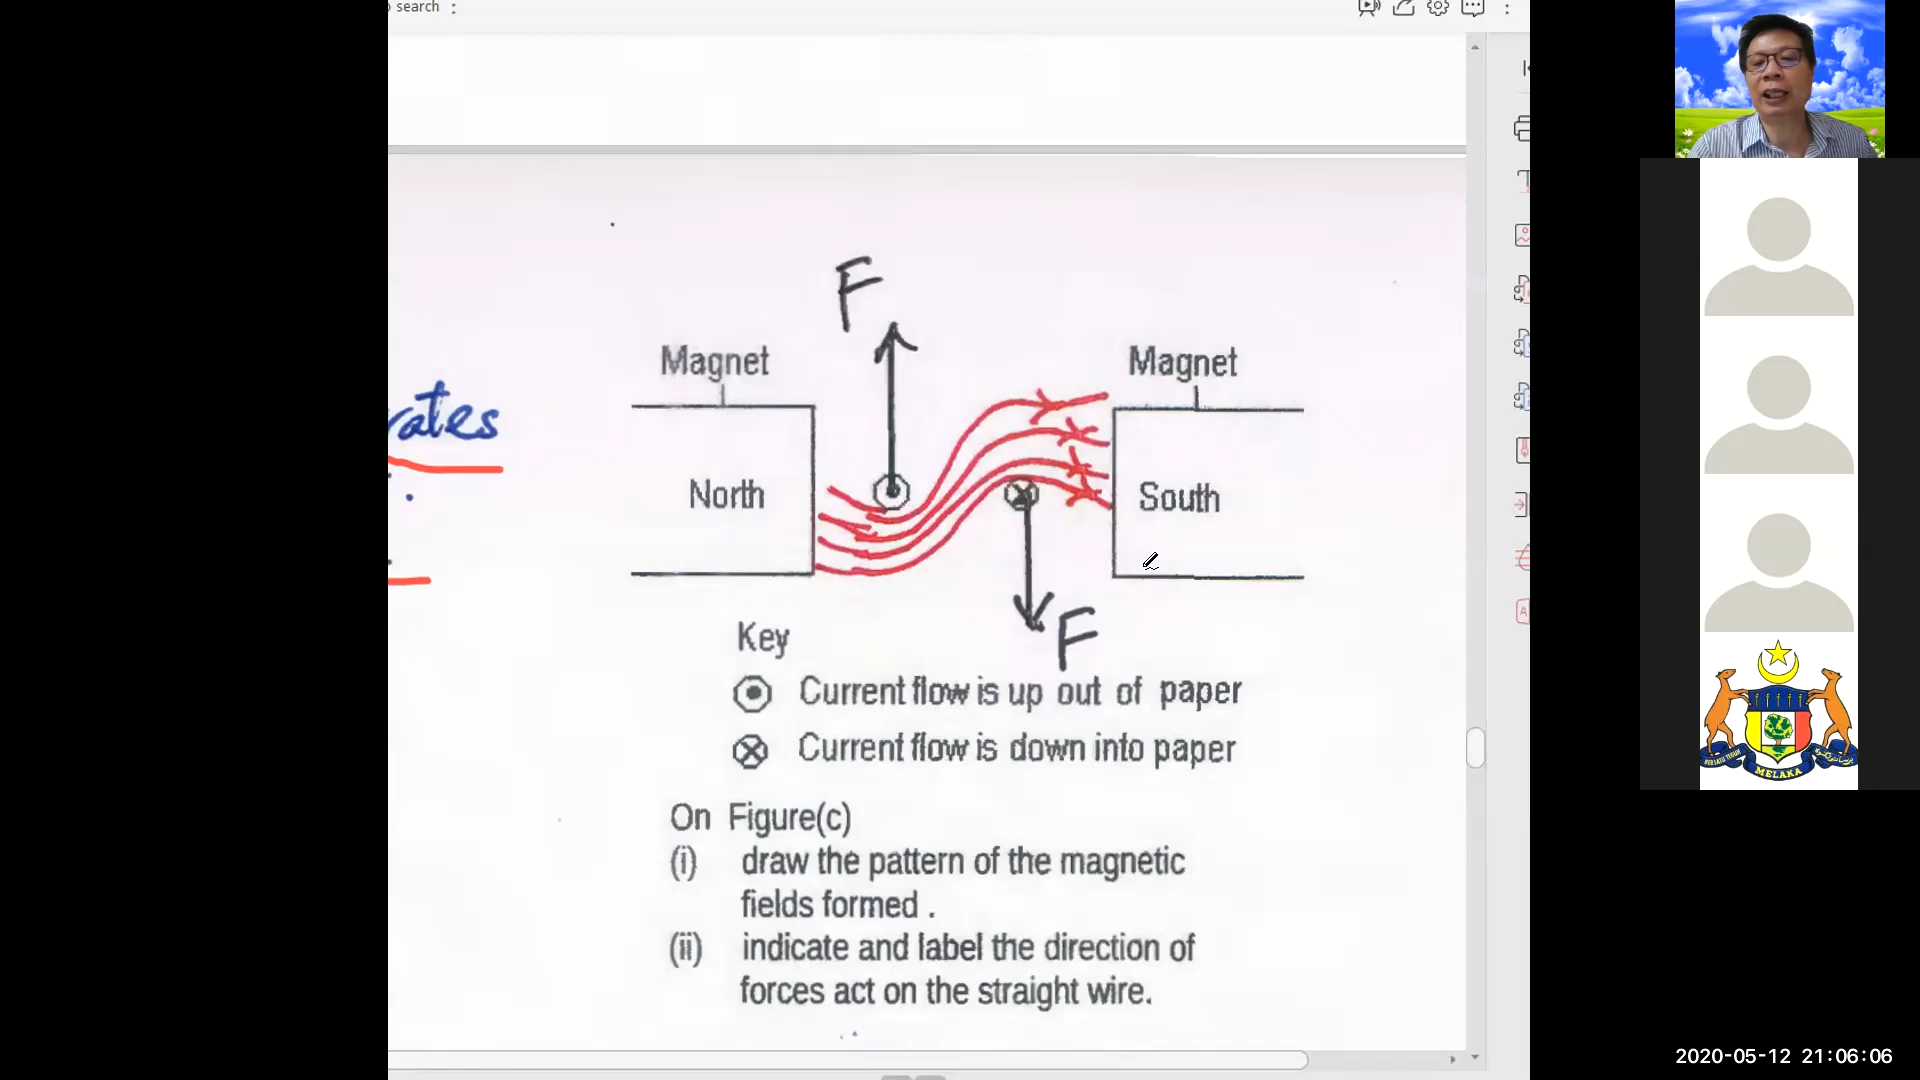 search :
F
Magnet
Magnet
rates
North
South
F
Key
Current flow is up out of paper
Current flow is down into paper
On Figure(c)
(i) draw the pattern of the magnetic
fields formed .
(ii) indicate and label the direction of
forces act on the straight wire.
MELAKA
2020-05-12 21:06:06